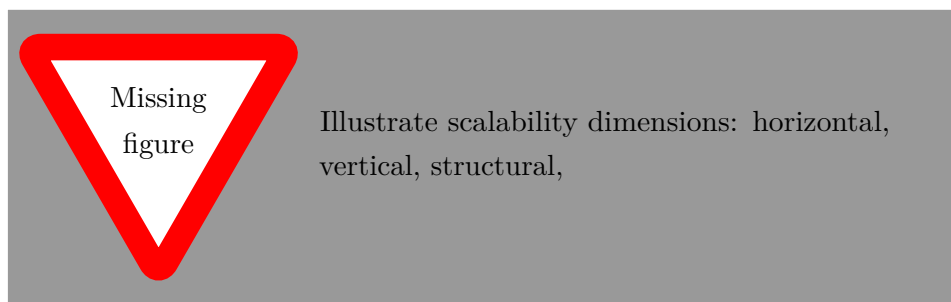 Missing
figure
Illustrate scalability dimensions: horizontal,
vertical, structural,